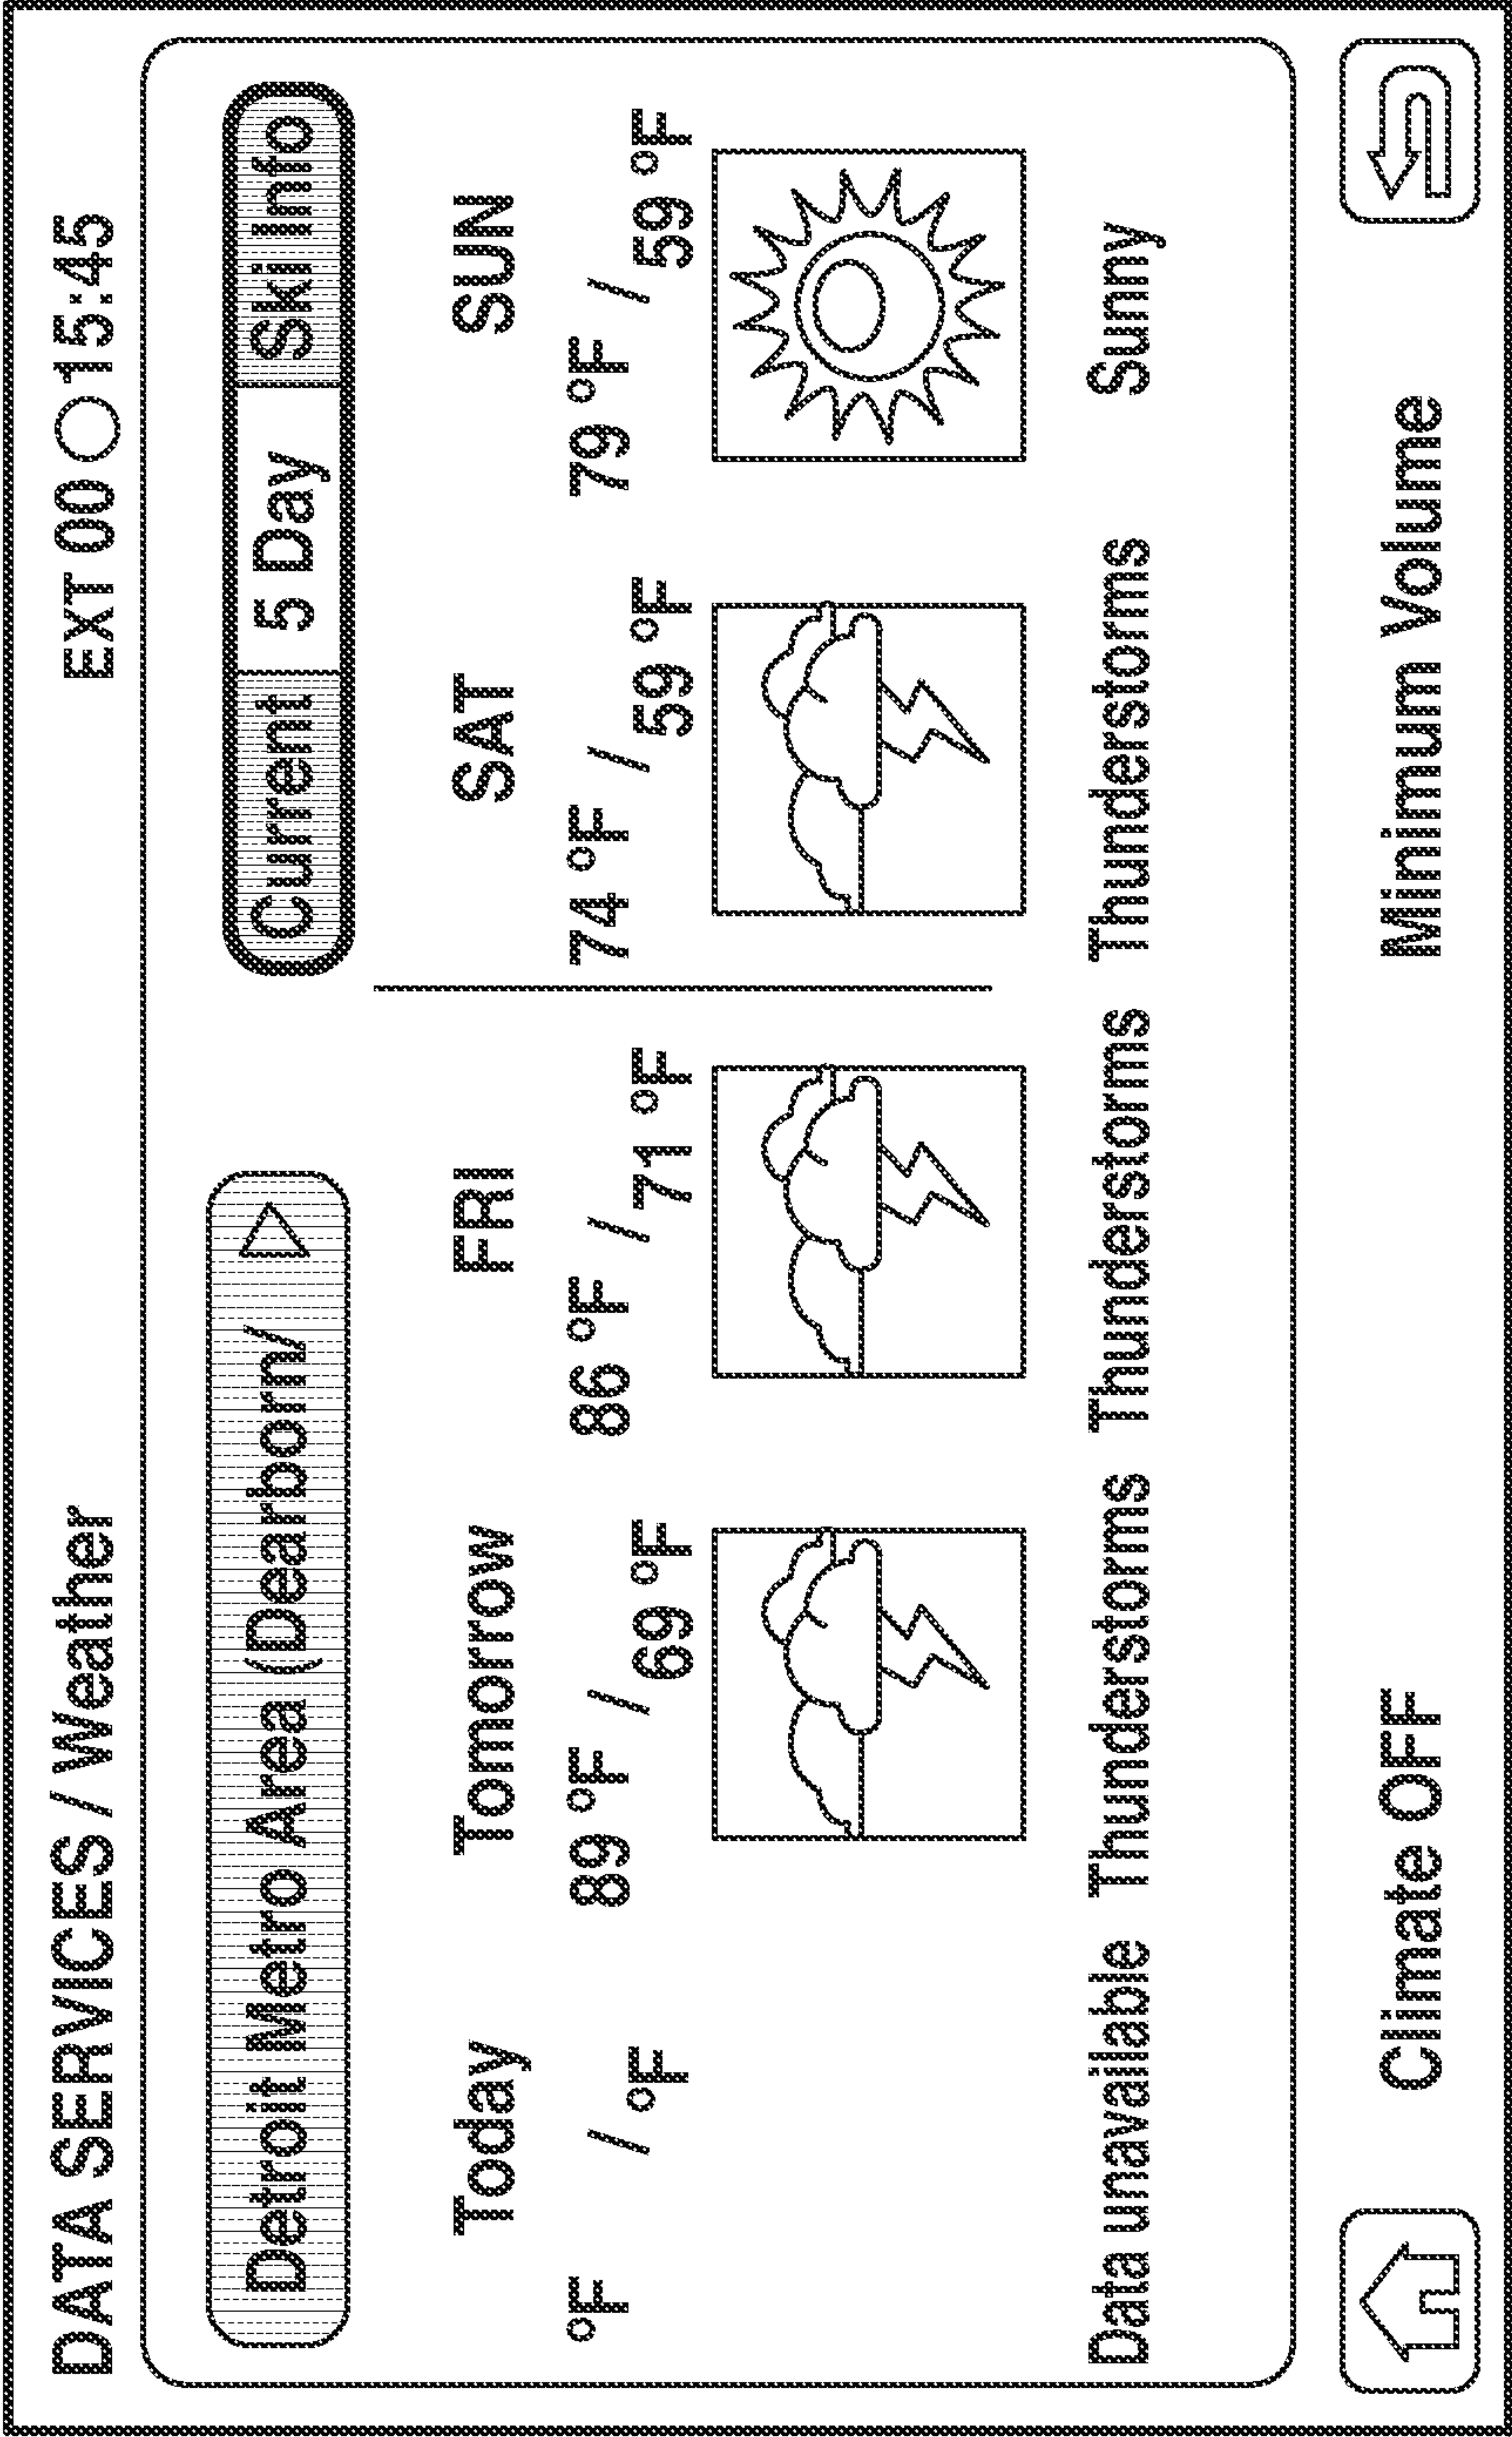 DATA SERVICES / Weather EXT 00 15:45
Detroit Metro Area (Dearborn/ Current 5 Day Ski Info
Today Tomorrow FRI SAT SUN
°F / °F 89 °F / 69 °F 86 °F / 71 °F 74 °F / 59 °F 79 °F / 59 °F
Data unavailable Thunderstorms Thunderstorms Thunderstorms Sunny
Climate OFF Minimum Volume